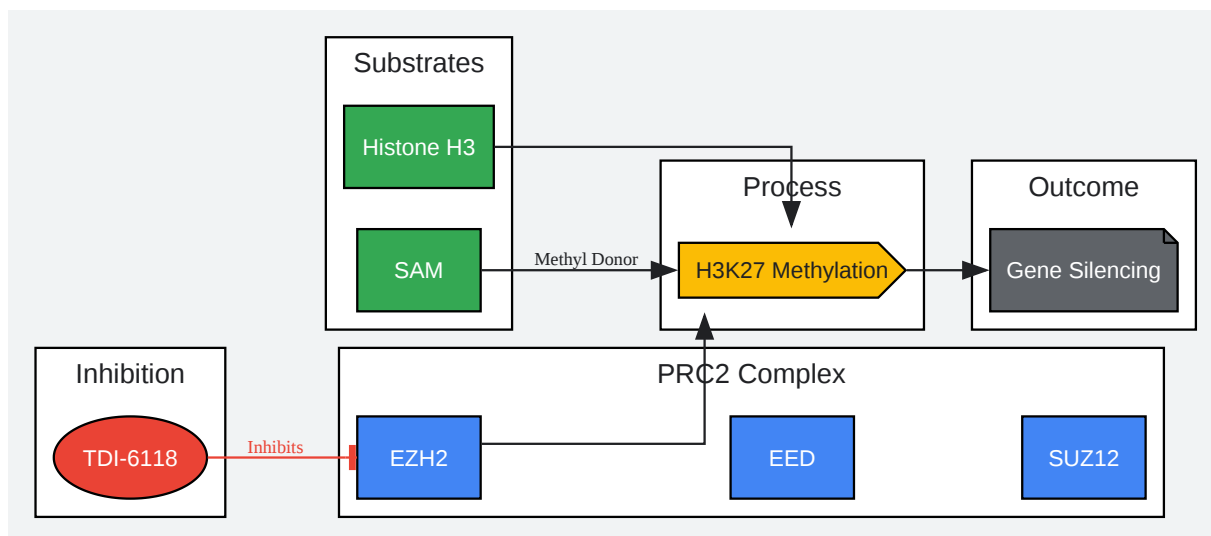 Substrates
Histone H3
Process
Outcome
SAM
Methyl Donor
H3K27 Methylation
Gene Silencing
Inhibition
PRC2 Complex
TDI-6118
Inhibits
EZH2
EED
SUZ12